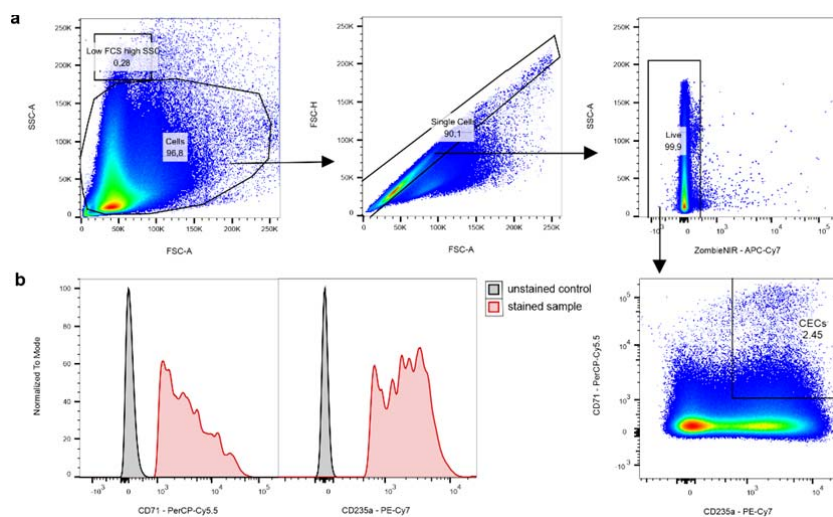 a
250K
200K
150K
100K
50K
0
SSC-A
Low FCS high SSC
0,28
Cells
96,8
0
50K
100K
150K
200K
250K
FSC-A
250K
200K
150K
100K
50K
0
FSC-H
Single Cells
90,1
0
50K
100K
150K
200K
250K
FSC-A
250K
200K
150K
100K
50K
0
SSC-A
Live
99,9
-10³
0
10³
10⁴
10⁵
ZombieNIR - APC-Cy7
b
100
80
60
40
20
0
Normalized To Mode
-10³
0
10³
10⁴
10⁵
CD71 - PerCP-Cy5.5
-10³
0
10³
10⁴
CD235a - PE-Cy7
unstained control
stained sample
10⁵
10⁴
10³
0
-10³
CD71 - PerCP-Cy5.5
CECs
2.45
-10³
0
10³
10⁴
CD235a - PE-Cy7